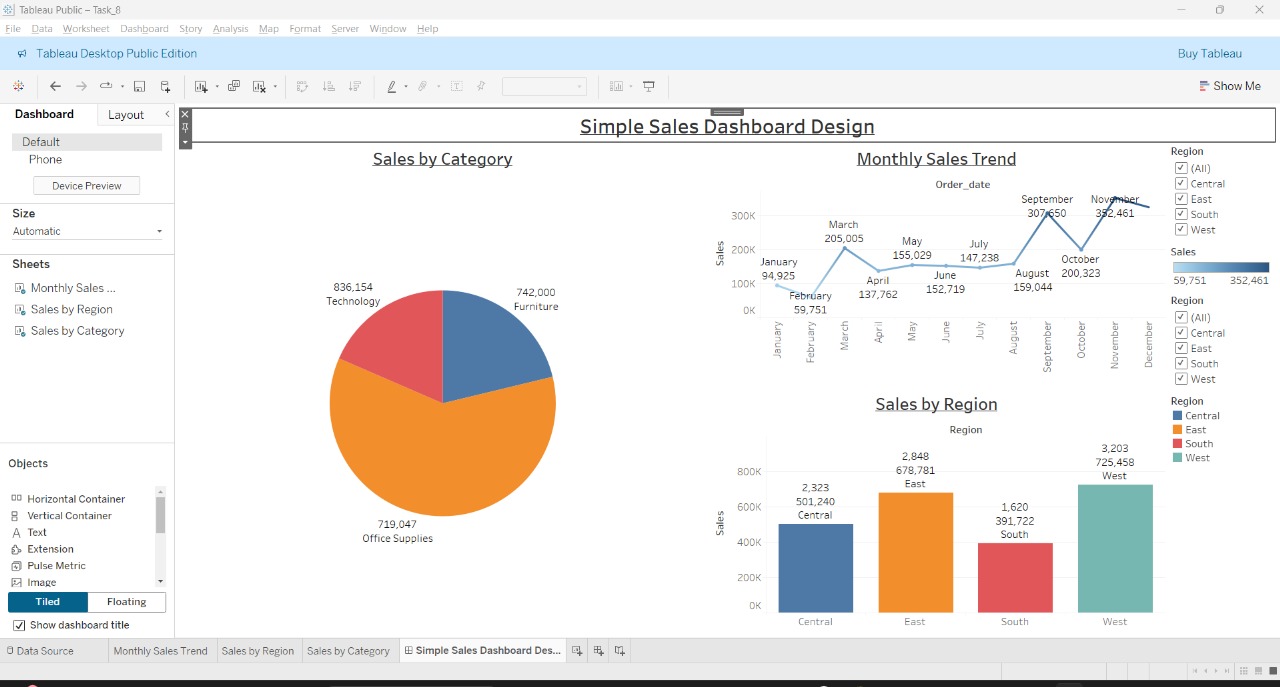 Tableau Public – Task_8
File Data Worksheet Dashboard Story Analysis Map Format Server Window Help
Tableau Desktop Public Edition
Buy Tableau
Show Me
Dashboard
Layout
Default
Phone
Device Preview
Size
Automatic
Sheets
Monthly Sales ...
Sales by Region
Sales by Category
Objects
Horizontal Container
Vertical Container
Text
Extension
Pulse Metric
Image
Tiled
Floating
Show dashboard title
Simple Sales Dashboard Design
Sales by Category
836,154
Technology
742,000
Furniture
719,047
Office Supplies
Monthly Sales Trend
Order_date
Sales
300K
200K
100K
0K
January
94,925
February
59,751
March
205,005
April
137,762
May
155,029
June
152,719
July
147,238
August
159,044
September
307,650
October
200,323
November
352,461
January
February
March
April
May
June
July
August
September
October
November
December
Sales by Region
Region
Sales
800K
600K
400K
200K
0K
2,323
501,240
Central
2,848
678,781
East
1,620
391,722
South
3,203
725,458
West
Central
East
South
West
Region
(All)
Central
East
South
West
Sales
59,751 352,461
Region
(All)
Central
East
South
West
Region
Central
East
South
West
Data Source
Monthly Sales Trend
Sales by Region
Sales by Category
Simple Sales Dashboard Des...